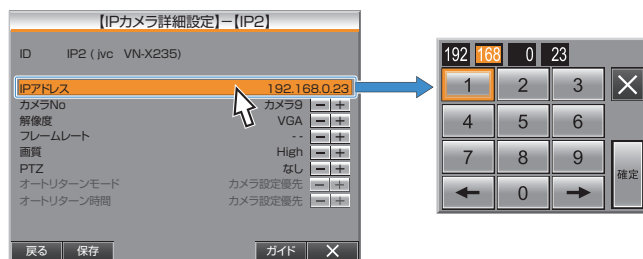 【IPカメラ詳細設定】－【IP2】
ID IP2 ( jvc VN-X235)
IPアドレス 192.168.0.23
カメラNo カメラ9 － ＋
解像度 VGA － ＋
フレームレート - - － ＋
画質 High － ＋
PTZ なし － ＋
オートリターンモード カメラ設定優先 － ＋
オートリターン時間 カメラ設定優先 － ＋
戻る 保存 ガイド ×
192 168 0 23
1 2 3 ×
4 5 6
7 8 9 確定
← 0 →